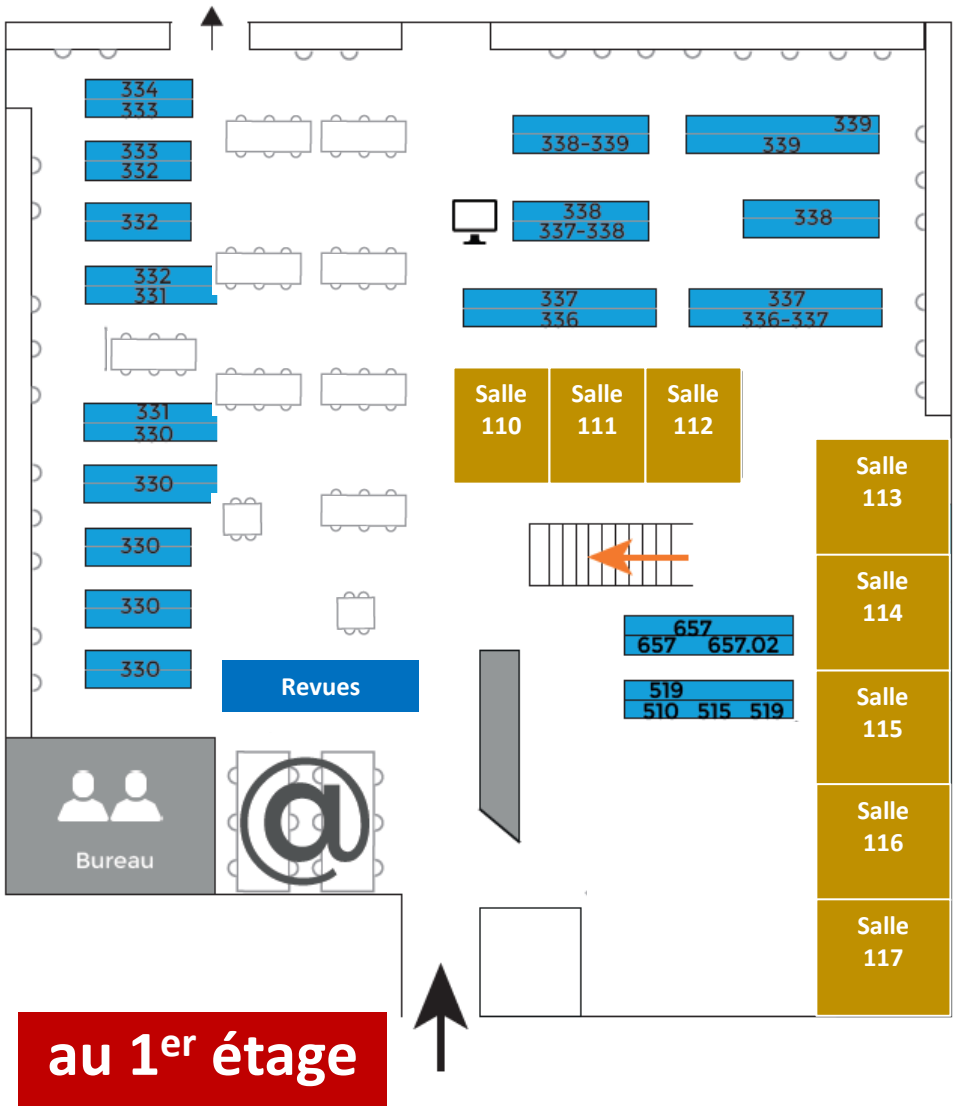 334
333
333
332
332
332
331
331
330
330
330
330
330
339
338-339
339
338
337-338
338
337
336
337
336-337
Salle
110
Salle
111
Salle
112
Salle
113
Salle
114
Salle
115
Salle
116
Salle
117
657
657 657.02
519
510 515 519
Revues
Bureau
@
au 1er étage